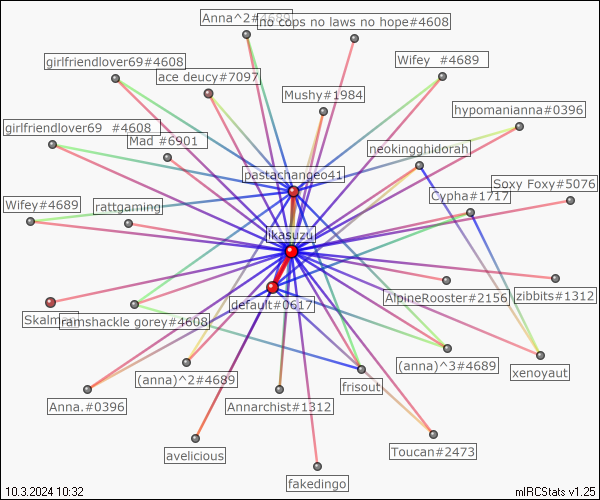 Anna^2#4689
no cops no laws no hope#4608
girlfriendlover69#4608
Wifey #4689
ace deucy#7097
Mushy#1984
hypomanianna#0396
girlfriendlover69 #4608
Mad #6901
neokingghidorah
pastachangeo41
Soxy Foxy#5076
Cypha#1717
Wifey#4689
rattgaming
likasuzu
AlpineRooster#2156
zibbits#1312
default#0617
ramshackle gorey#4608
(anna)^3#4689
xenoyaut
(anna)^2#4689
frisout
Anna.#0396
Annarchist#1312
Toucan#2473
avelicious
fakedingo
10.3.2024 10:32
mIRCStats v1.25